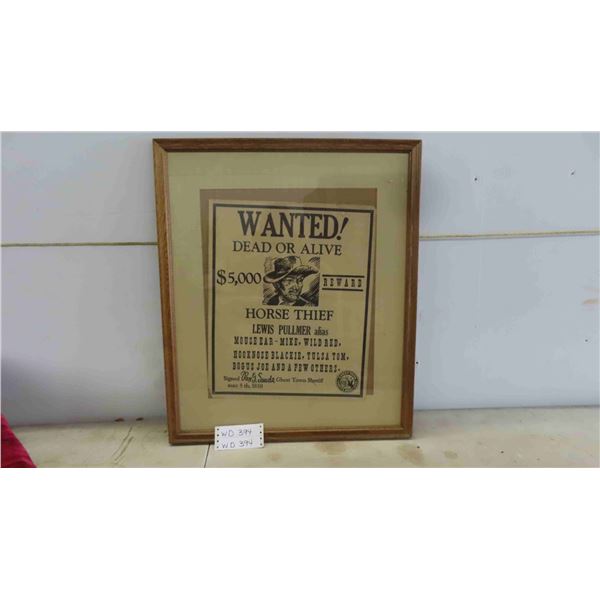 WANTED!
DEAD OR ALIVE
$5,000
REWARD
HORSE THIEF
LEWIS PULLMER alias
MOUSE EAR - MIKE, WILD RED,
HOOKNOSE BLACKIE, TULSA TOM,
BOGUS JOE AND A FEW OTHERS.
Signed Ghost Town Sheriff
WD 394
WD 394